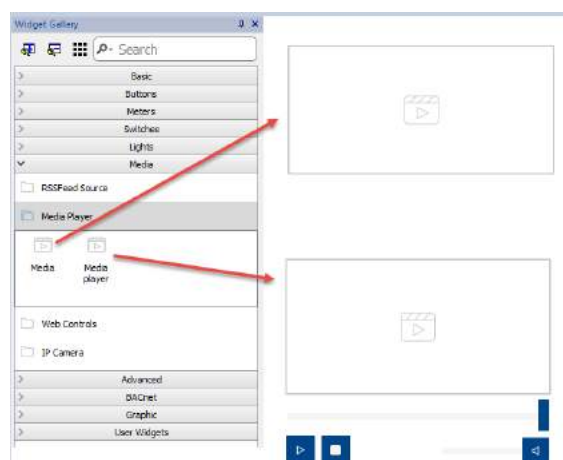 Widget Gallery
Search
Basic
Buttons
Meters
Switches
Lights
Media
RSSFeed Source
Media Player
Media
Media player
Web Controls
IP Camera
Advanced
BACnet
Graphic
User Widgets